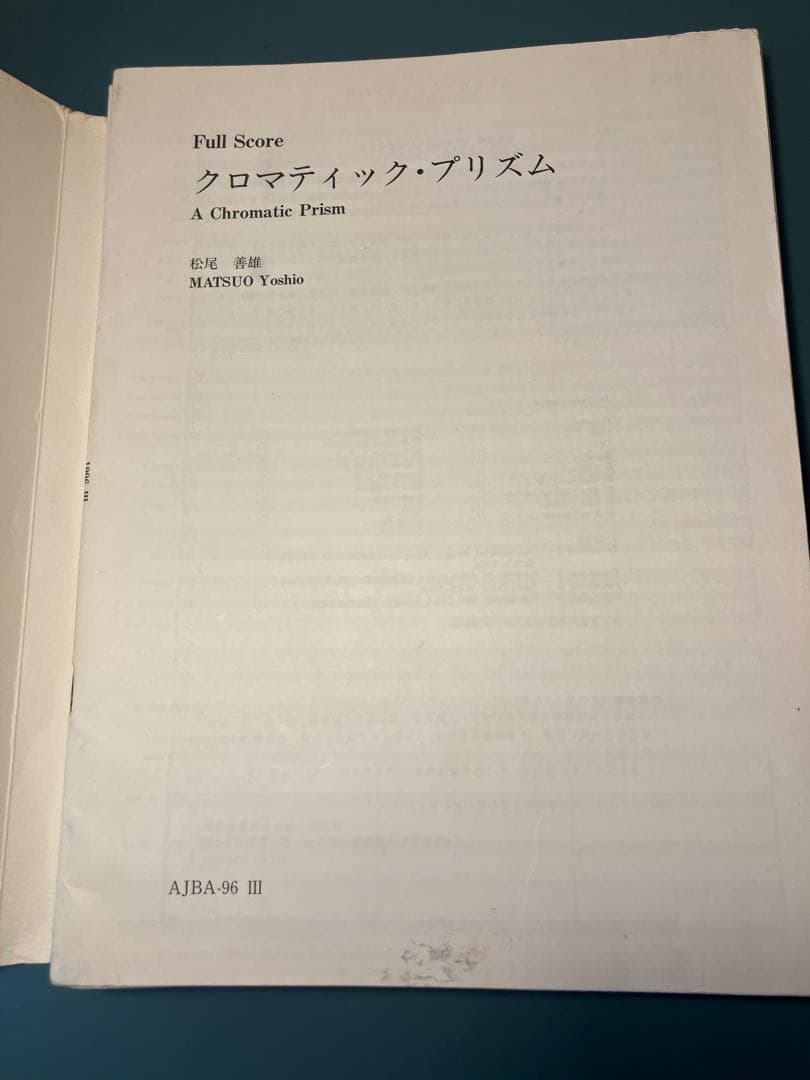 Full Score
クロマティック・プリズム
A Chromatic Prism
松尾　善雄
MATSUO Yoshio
AJBA-96 III